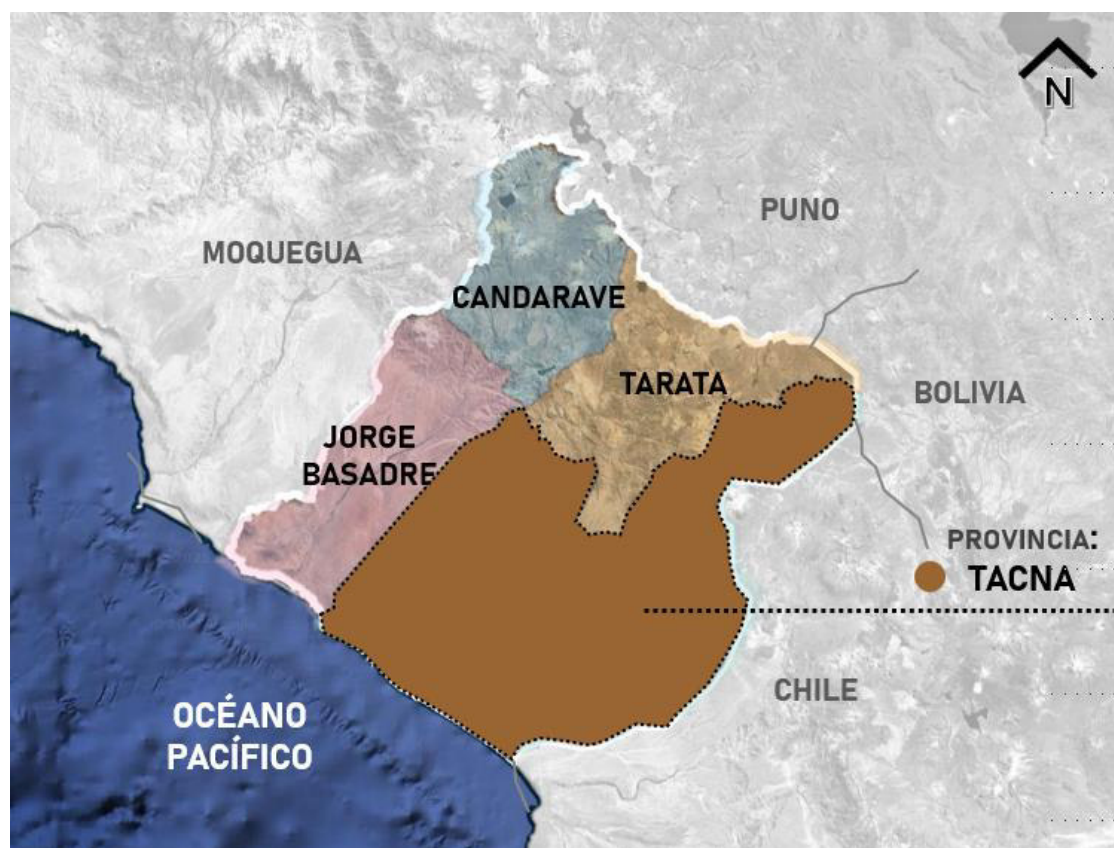 N
PUNO
MOQUEGUA
CANDARAVE
TARATA
BOLIVIA
JORGE
BASADRE
PROVINCIA:
TACNA
CHILE
OCÉANO
PACÍFICO